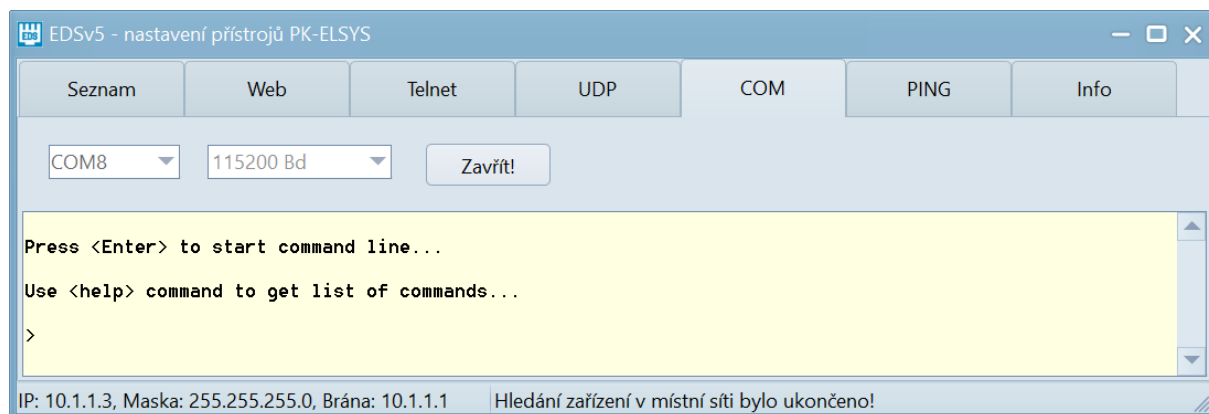 EDSv5 - nastavení přístrojů PK-ELSYS
Seznam Web Telnet UDP COM PING Info
COM8 115200 Bd Zavřít!
Press <Enter> to start command line...
Use <help> command to get list of commands...
>
IP: 10.1.1.3, Maska: 255.255.255.0, Brána: 10.1.1.1 Hledání zařízení v místní síti bylo ukončeno!